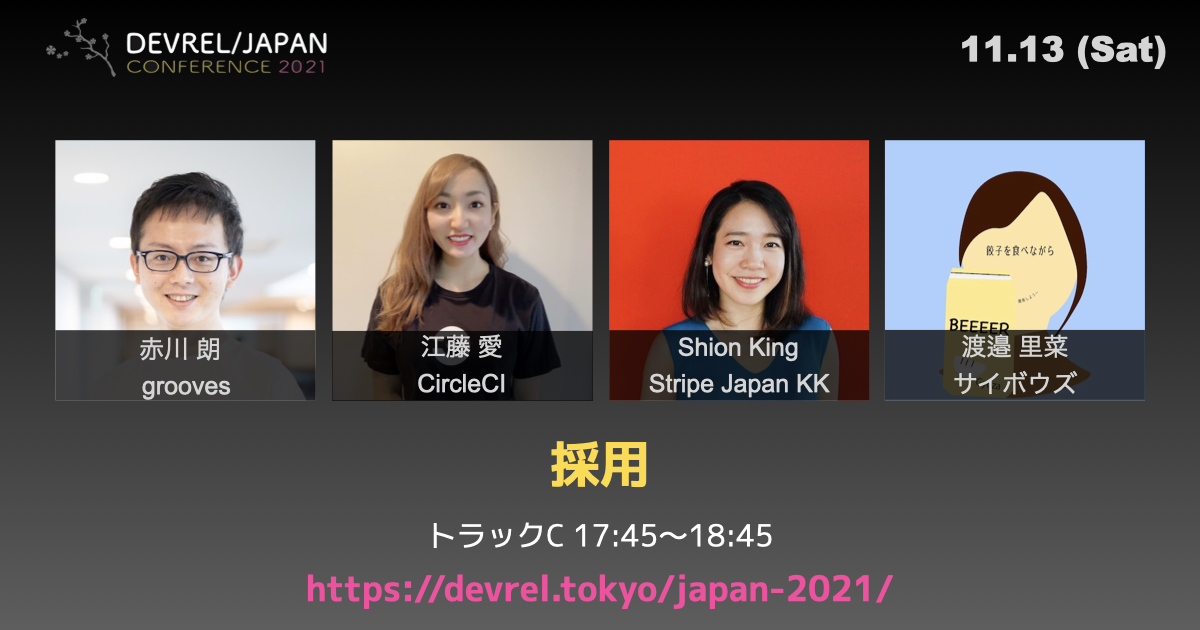 DEVREL/JAPAN
CONFERENCE 2021
11.13 (Sat)
赤川 朗
grooves
江藤 愛
CircleCI
Shion King
Stripe Japan KK
餃子を食べながら
BEEEER
渡邉 里菜
サイボウズ
採用
トラックC 17:45〜18:45
https://devrel.tokyo/japan-2021/